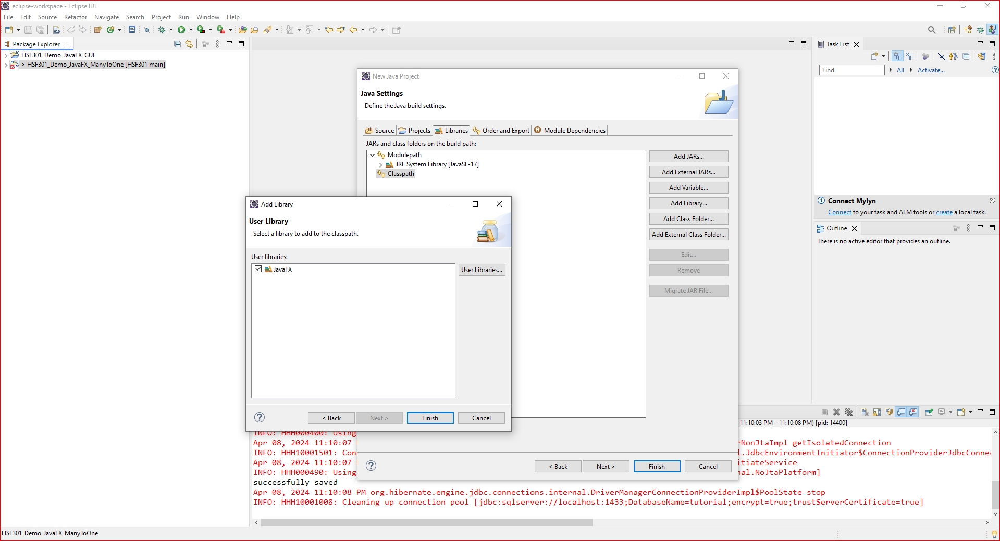 eclipse-workspace - Eclipse IDE
File Edit Source Refactor Navigate Search Project Run Window Help
Package Explorer
HSF301_Demo_JavaFX_GUI
> HSF301_Demo_JavaFX_ManyToOne [HSF301 main]
New Java Project
Java Settings
Define the Java build settings.
Source Projects Libraries Order and Export Module Dependencies
JARs and class folders on the build path:
Modulepath
JRE System Library [JavaSE-17]
Classpath
Add JARs...
Add External JARs...
Add Variable...
Add Library...
Add Class Folder...
Add External Class Folder...
Edit...
Remove
Migrate JAR File...
< Back Next > Finish Cancel
Add Library
User Library
Select a library to add to the classpath.
User libraries:
JavaFX
User Libraries...
< Back Next > Finish Cancel
Task List
Find All Activate...
Connect Mylyn
Connect to your task and ALM tools or create a local task.
Outline
There is no active editor that provides an outline.
11:10:03 PM – 11:10:08 PM) [pid: 14400]
INFO: HHH000400: Using
Apr 08, 2024 11:10:07 rNonJtaImpl getIsolatedConnection
INFO: HHH10001501: Con l.JdbcEnvironmentInitiator$ConnectionProviderJdbcConnec
Apr 08, 2024 11:10:07 itiateService
INFO: HHH000490: Using nal.NoJtaPlatform]
successfully saved
Apr 08, 2024 11:10:08 PM org.hibernate.engine.jdbc.connections.internal.DriverManagerConnectionProviderImpl$PoolState stop
INFO: HHH10001008: Cleaning up connection pool [jdbc:sqlserver://localhost:1433;DatabaseName=tutorial;encrypt=true;trustServerCertificate=true]
HSF301_Demo_JavaFX_ManyToOne